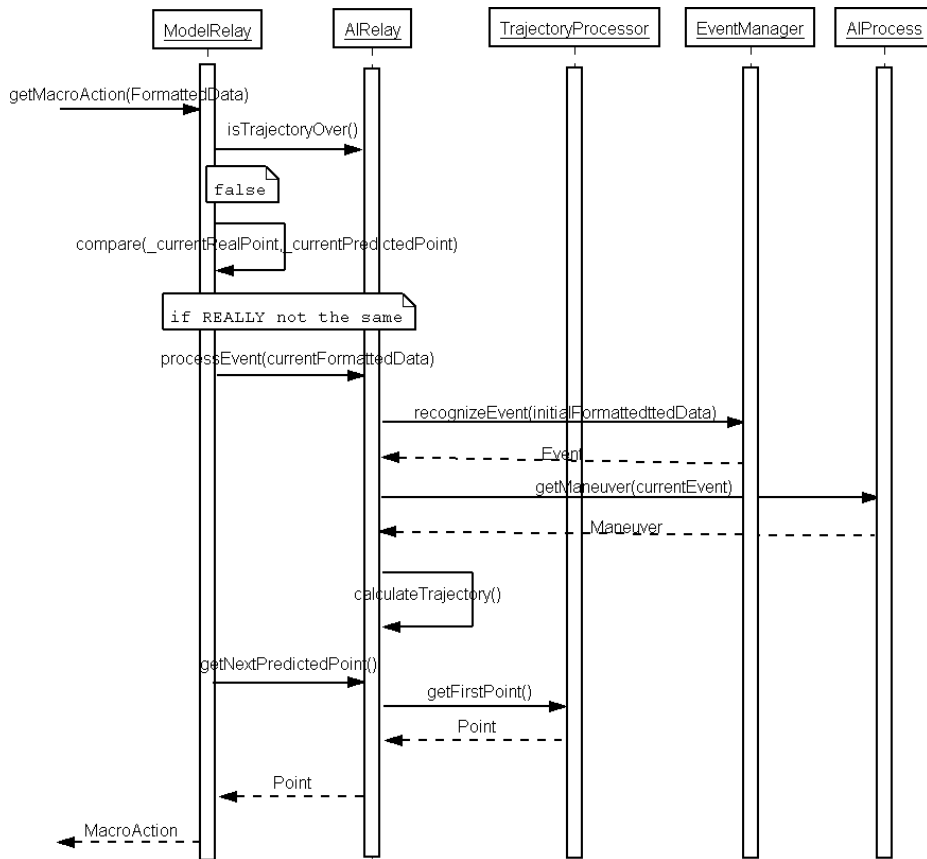 ModelRelay
AIRelay
TrajectoryProcessor
EventManager
AIProcess
getMacroAction(FormattedData)
isTrajectoryOver()
false
compare(_currentRealPoint,_currentPredictedPoint)
if REALLY not the same
processEvent(currentFormattedData)
recognizeEvent(initialFormattedttedData)
Event
getManeuver(currentEvent)
Maneuver
calculateTrajectory()
getNextPredictedPoint()
getFirstPoint()
Point
Point
MacroAction